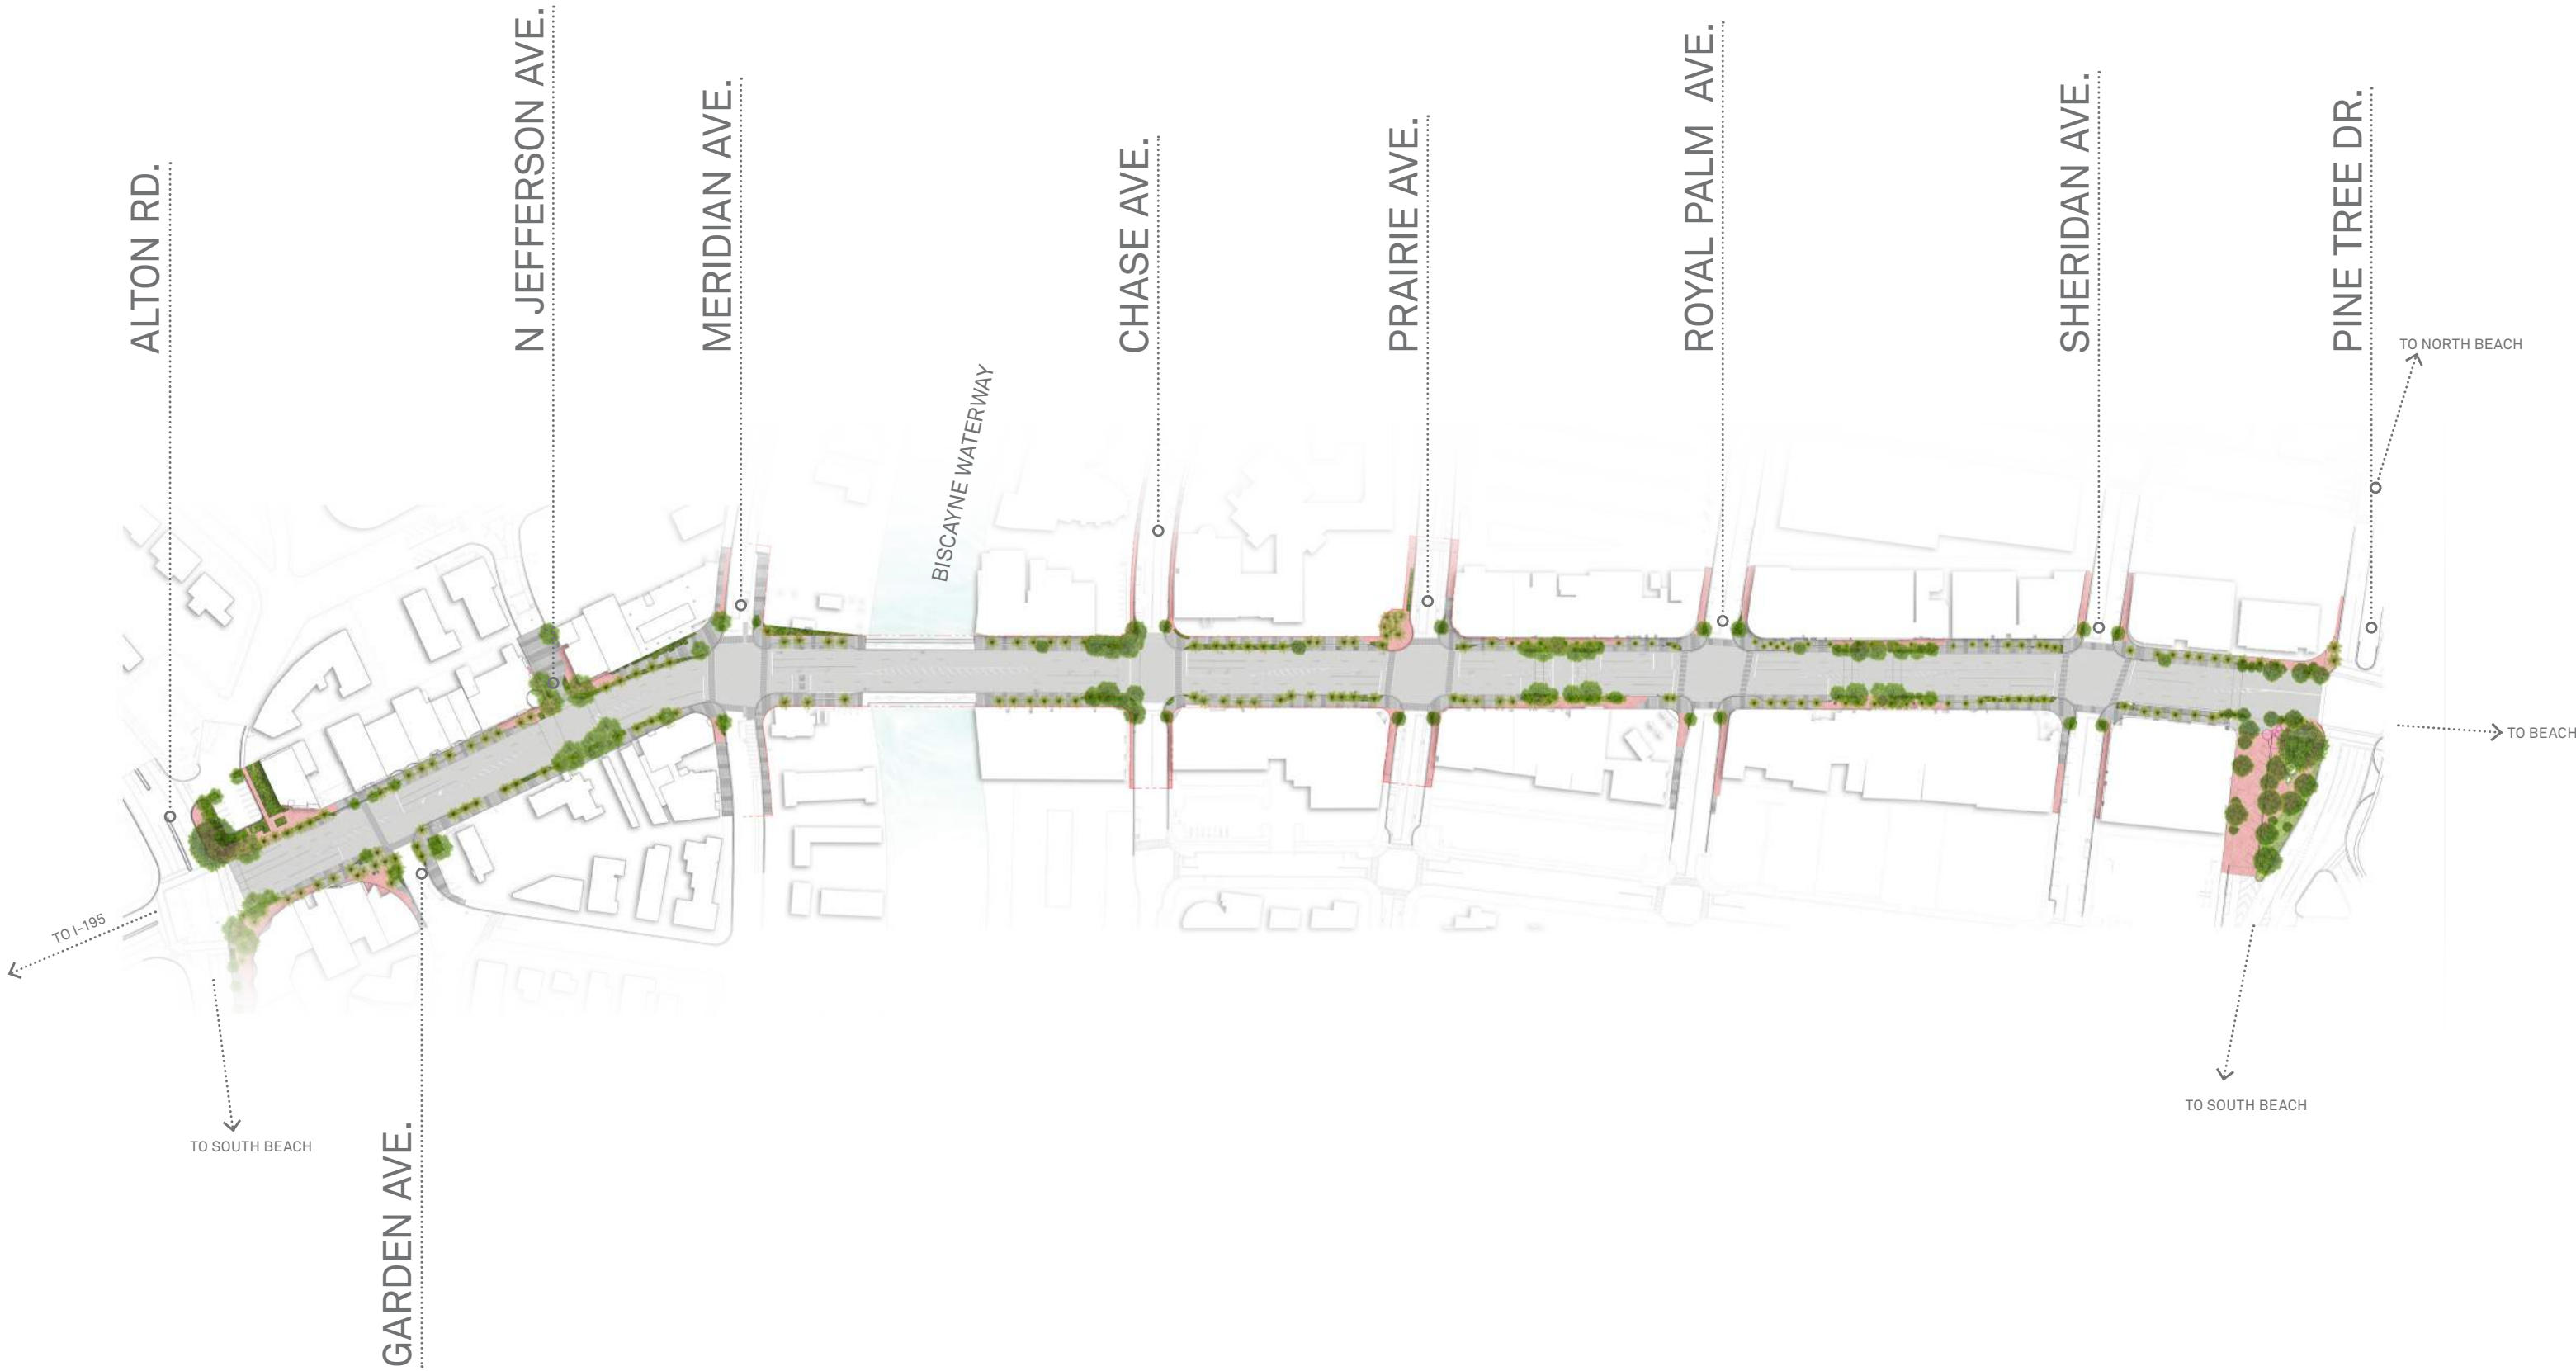 ALTON RD.
N JEFFERSON AVE.
MERIDIAN AVE.
BISCAYNE WATERWAY
CHASE AVE.
PRAIRIE AVE.
ROYAL PALM AVE.
SHERIDAN AVE.
PINE TREE DR.
TO NORTH BEACH
TO BEACH
TO I-195
TO SOUTH BEACH
GARDEN AVE.
TO SOUTH BEACH